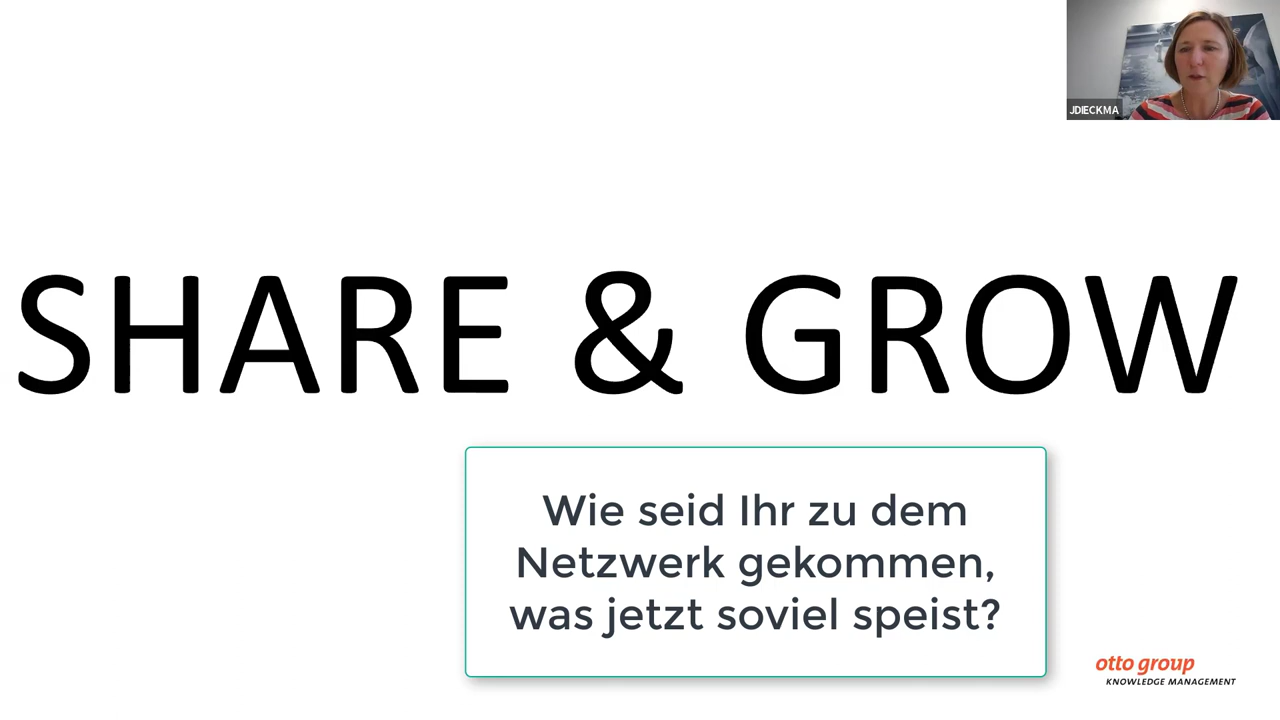 JDIECKMA
SHARE & GROW
Wie seid Ihr zu dem
Netzwerk gekommen,
was jetzt soviel speist?
otto group
KNOWLEDGE MANAGEMENT